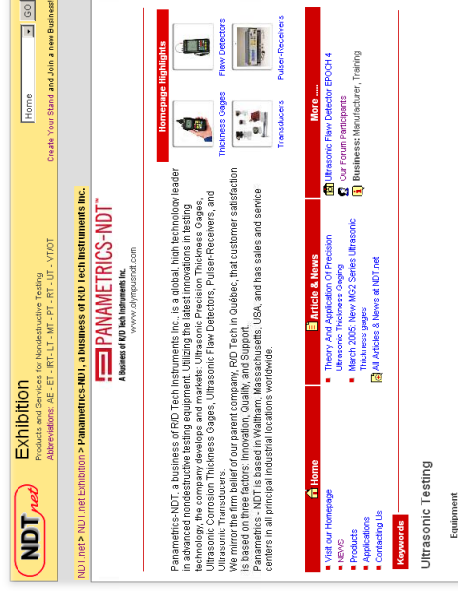 NDT.net
Exhibition
Products and Services for Nondestructive Testing
Abbreviations: AE - ET - IRT- LT - MT - PT - RT - UT - VT/OT
Home
GO
Create Your Stand and Join a new Business!
NDT.net > NDT.net Exhibition > Panametrics-NDT, a business of R/D Tech Instruments Inc.
PANAMETRICS-NDT™
A Business of R/D Tech Instruments Inc.
www.olympusndt.com
Panametrics-NDT, a business of R/D Tech Instruments Inc., is a global, high technology leader
in advanced nondestructive testing equipment. Utilizing the latest innovations in testing
technology, the company develops and markets: Ultrasonic Precision Thickness Gages,
Ultrasonic Corrosion Thickness Gages, Ultrasonic Flaw Detectors, Pulser-Receivers, and
Ultrasonic Transducers.
We mirror the firm belief of our parent company, R/D Tech in Québec, that customer satisfaction
is based on three factors: Innovation, Quality, and Support.
Panametrics - NDT is based in Waltham, Massachusetts, USA, and has sales and service
centers in all principal industrial locations worldwide.
Homepage Highlights
Thickness Gages
Flaw Detectors
Transducers
Pulser-Receivers
Home
Visit our Homepage
NEWS
Products
Applications
Contacting Us
Article & News
Theory And Application Of Precision
Ultrasonic Thickness Gaging
March 2005: New MG2 Series Ultrasonic
Thickness gages
All Articles & News at NDT.net
More .....
Ultrasonic Flaw Detector EPOCH 4
Our Forum Participants
Business: Manufacturer, Training
Keywords
Ultrasonic Testing
Equipment